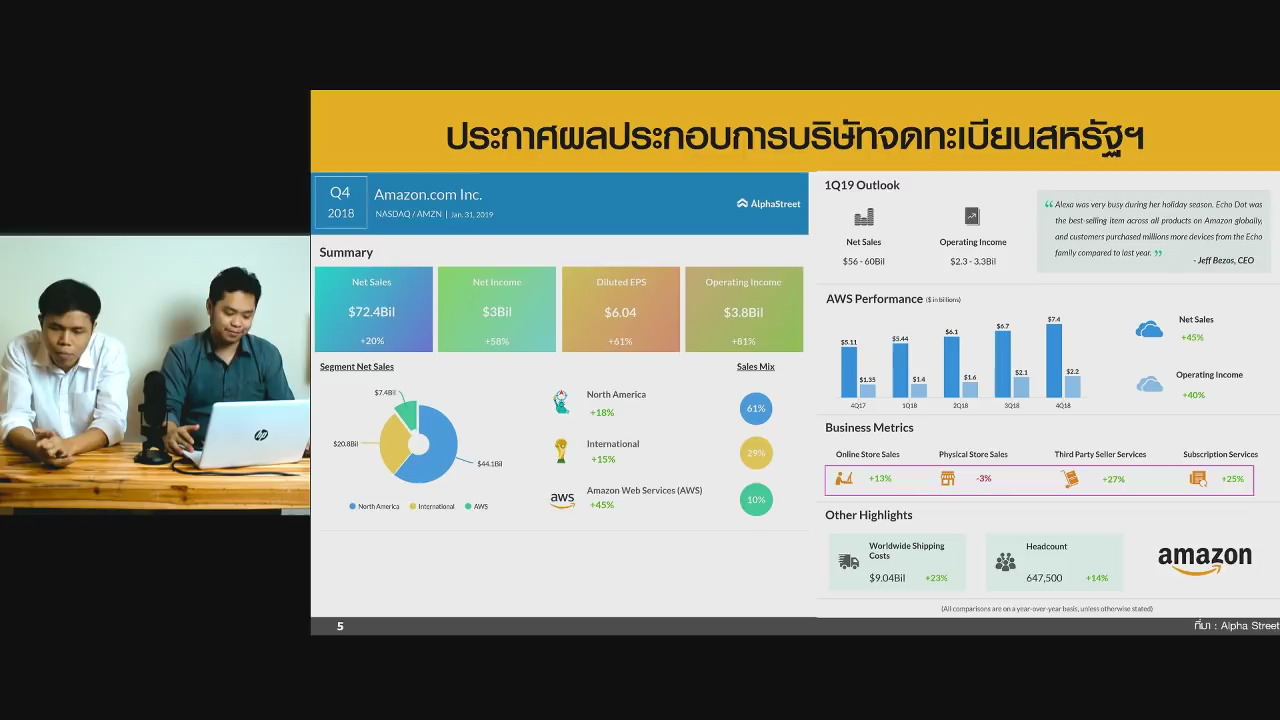 ประกาศผลประกอบการบริษัทจดทะเบียนสหรัฐฯ
Q4
2018
Amazon.com Inc.
NASDAQ / AMZN | Jan. 31, 2019
AlphaStreet
Summary
Net Sales
$72.4Bil
+20%
Net Income
$3Bil
+58%
Diluted EPS
$6.04
+61%
Operating Income
$3.8Bil
+81%
Segment Net Sales
Sales Mix
$7.4Bil
$20.8Bil
$44.1Bil
North America
International
AWS
North America
+18%
61%
International
+15%
29%
aws
Amazon Web Services (AWS)
+45%
10%
1Q19 Outlook
Net Sales
$56 - 60Bil
Operating Income
$2.3 - 3.3Bil
“ Alexa was very busy during her holiday season. Echo Dot was
the best-selling item across all products on Amazon globally,
and customers purchased millions more devices from the Echo
family compared to last year. ”
- Jeff Bezos, CEO
AWS Performance ($ in billions)
$5.11
$1.35
4Q17
$5.44
$1.4
1Q18
$6.1
$1.6
2Q18
$6.7
$2.1
3Q18
$7.4
$2.2
4Q18
Net Sales
+45%
Operating Income
+40%
Business Metrics
Online Store Sales
+13%
Physical Store Sales
-3%
Third Party Seller Services
+27%
Subscription Services
+25%
Other Highlights
Worldwide Shipping
Costs
$9.04Bil +23%
Headcount
647,500 +14%
amazon
(All comparisons are on a year-over-year basis, unless otherwise stated)
5
ที่มา : Alpha Street
hp